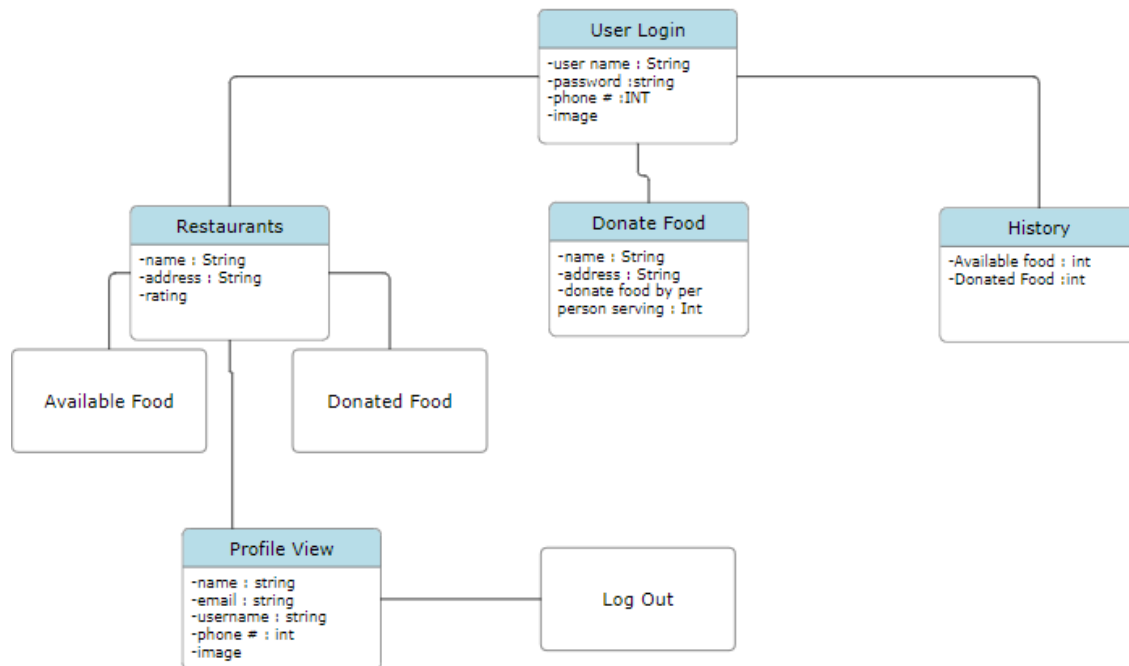 User Login
-user name : String
-password :string
-phone # :INT
-image
Restaurants
-name : String
-address : String
-rating
Donate Food
-name : String
-address : String
-donate food by per
person serving : Int
History
-Available food : int
-Donated Food :int
Available Food
Donated Food
Profile View
-name : string
-email : string
-username : string
-phone # : int
-image
Log Out